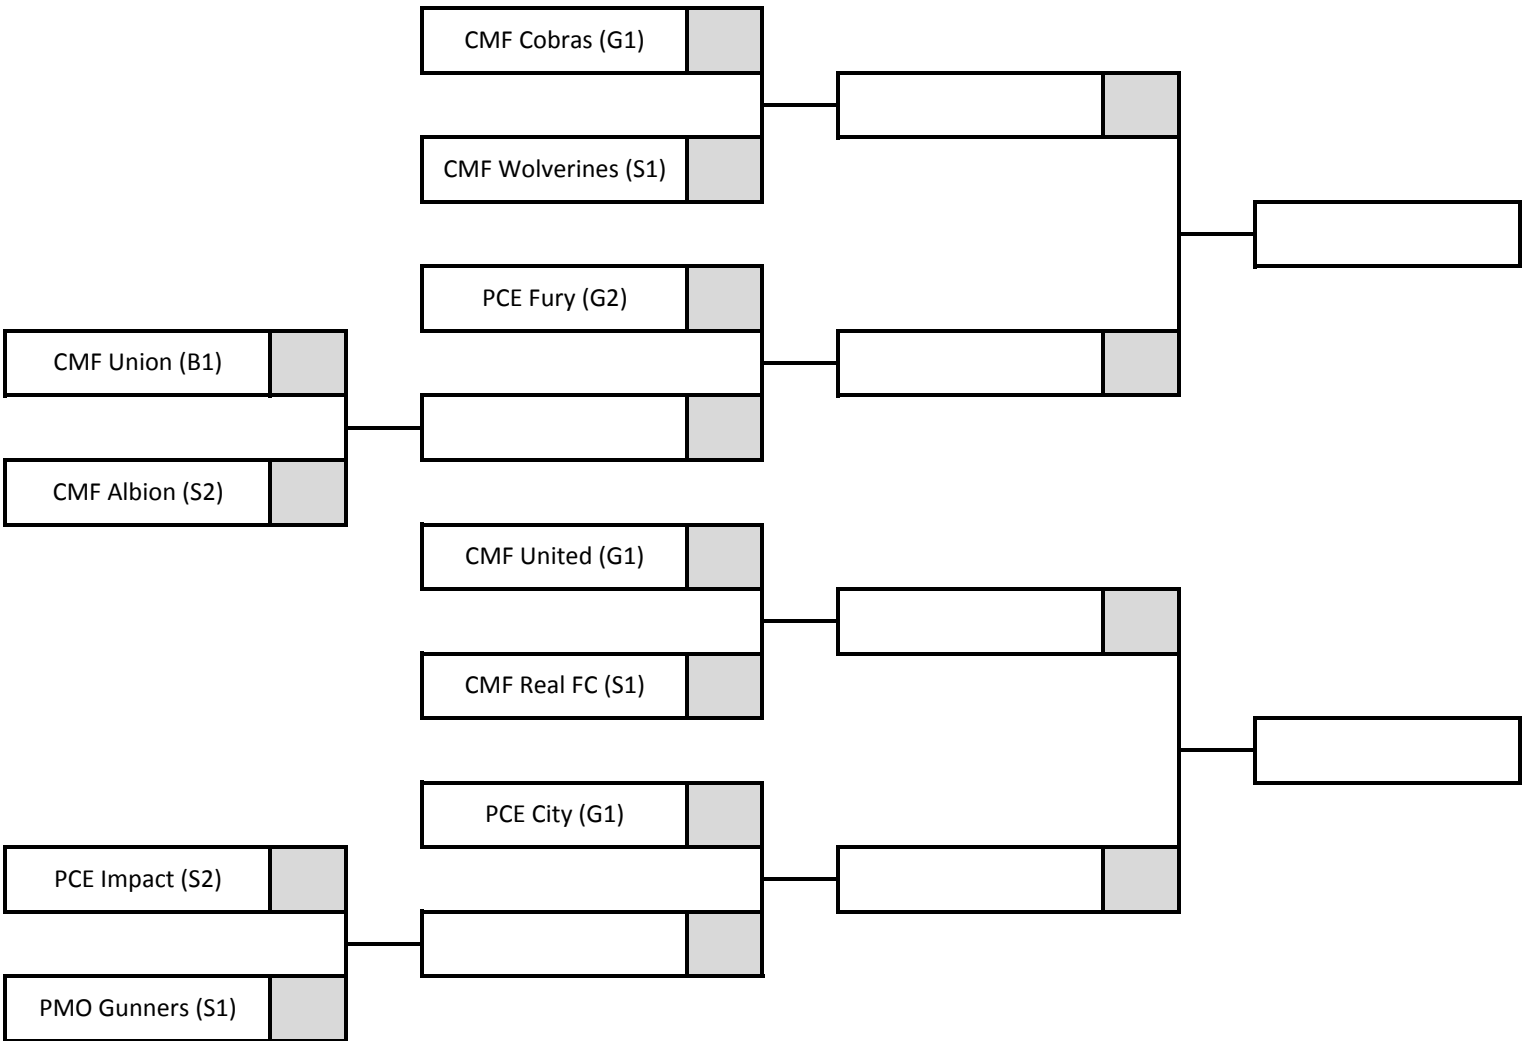 CMF Cobras (G1)
CMF Wolverines (S1)
PCE Fury (G2)
CMF Union (B1)
CMF Albion (S2)
CMF United (G1)
CMF Real FC (S1)
PCE City (G1)
PCE Impact (S2)
PMO Gunners (S1)